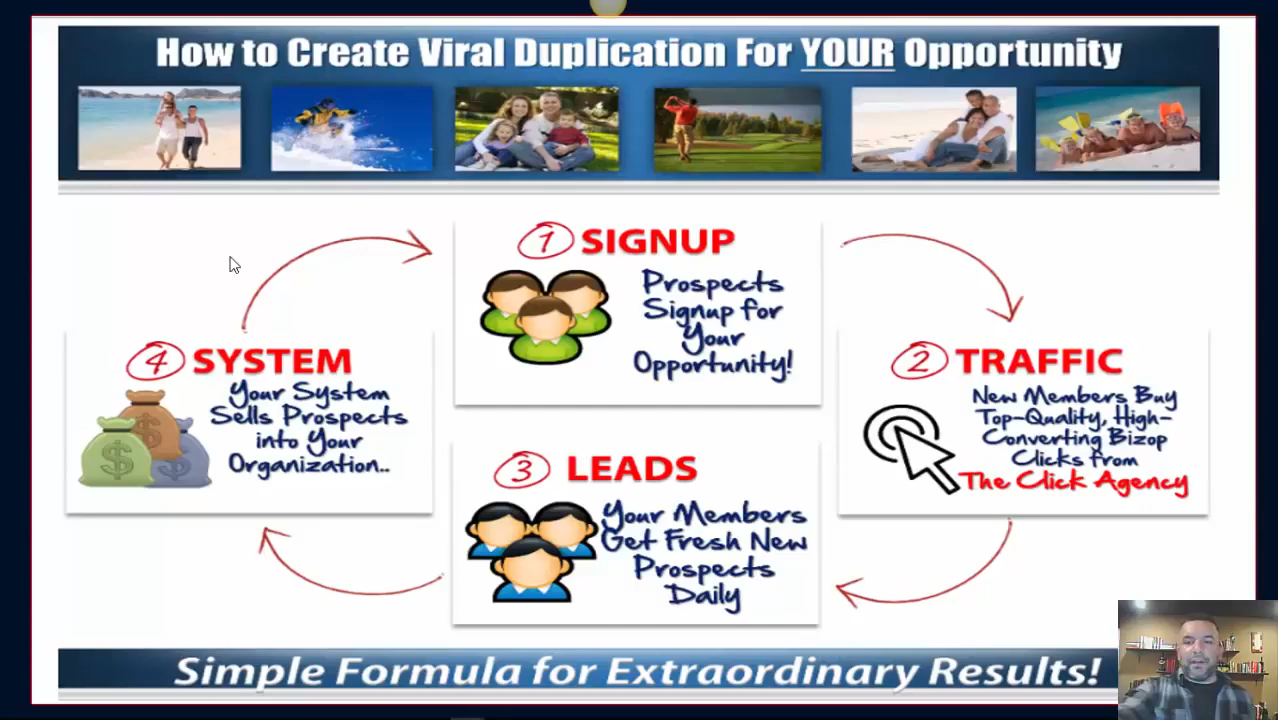 How to Create Viral Duplication For YOUR Opportunity
1 SIGNUP
Prospects
Signup for
Your
Opportunity!
2 TRAFFIC
New Members Buy
Top-Quality, High-
Converting Bizop
Clicks from
The Click Agency
3 LEADS
Your Members
Get Fresh New
Prospects
Daily
4 SYSTEM
Your System
Sells Prospects
into Your
Organization..
Simple Formula for Extraordinary Results!